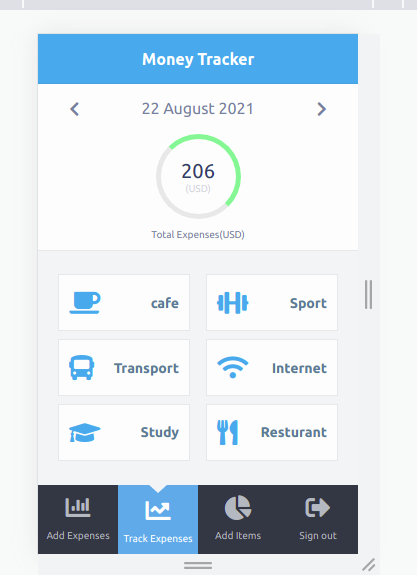 Money Tracker
22 August 2021
206
(USD)
Total Expenses(USD)
cafe
Sport
Transport
Internet
Study
Resturant
Add Expenses
Track Expenses
Add Items
Sign out